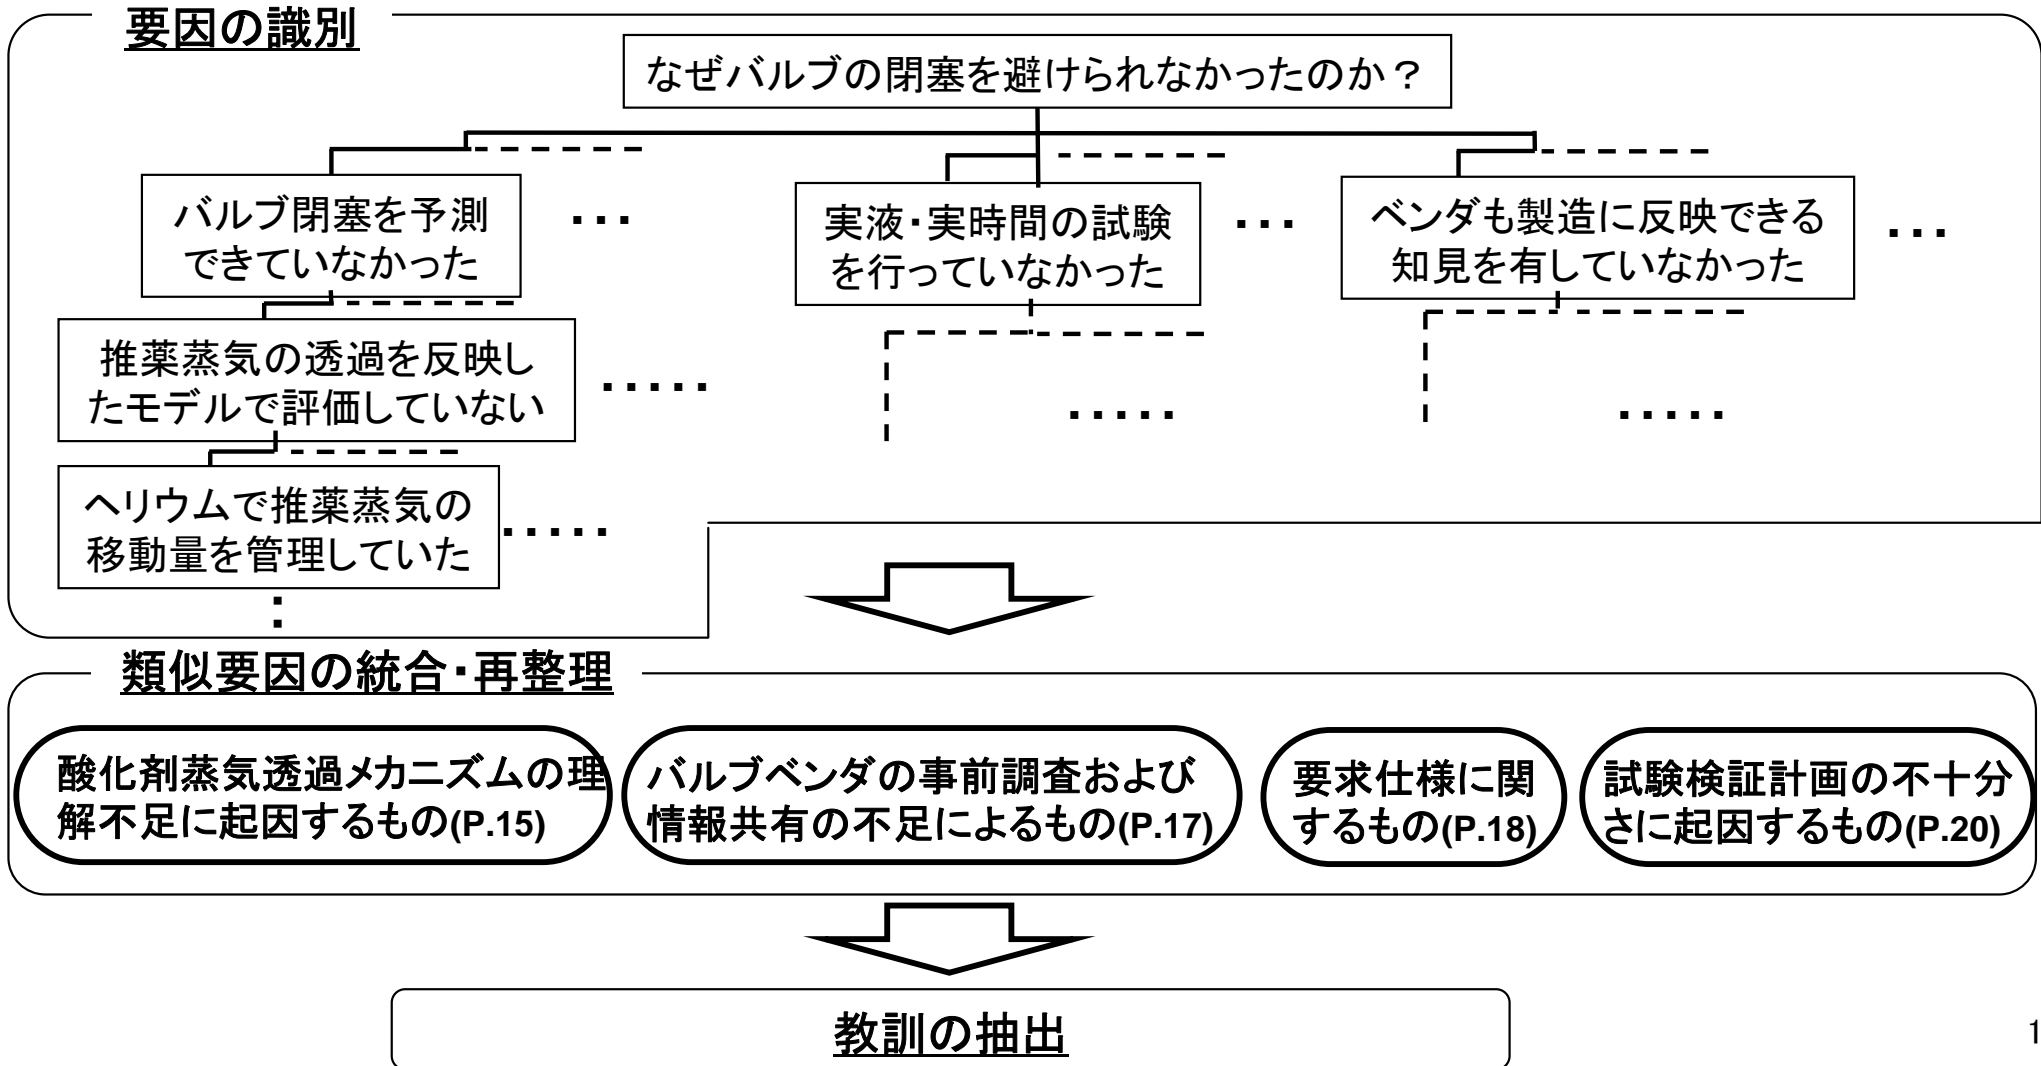 要因の識別
なぜバルブの閉塞を避けられなかったのか？
バルブ閉塞を予測
できていなかった
・・・
実液・実時間の試験
を行っていなかった
・・・
ベンダも製造に反映できる
知見を有していなかった
・・・
推薬蒸気の透過を反映し
たモデルで評価していない
・・・・・
・・・・・
・・・・・
ヘリウムで推薬蒸気の
移動量を管理していた
・・・・・
：
類似要因の統合・再整理
酸化剤蒸気透過メカニズムの理
解不足に起因するもの(P.15)
バルブベンダの事前調査および
情報共有の不足によるもの(P.17)
要求仕様に関
するもの(P.18)
試験検証計画の不十分
さに起因するもの(P.20)
教訓の抽出
1